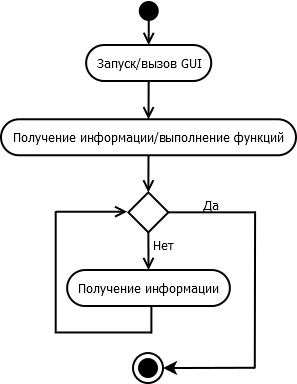 Запуск/вызов GUI
Получение информации/выполнение функций
Да
Нет
Получение информации